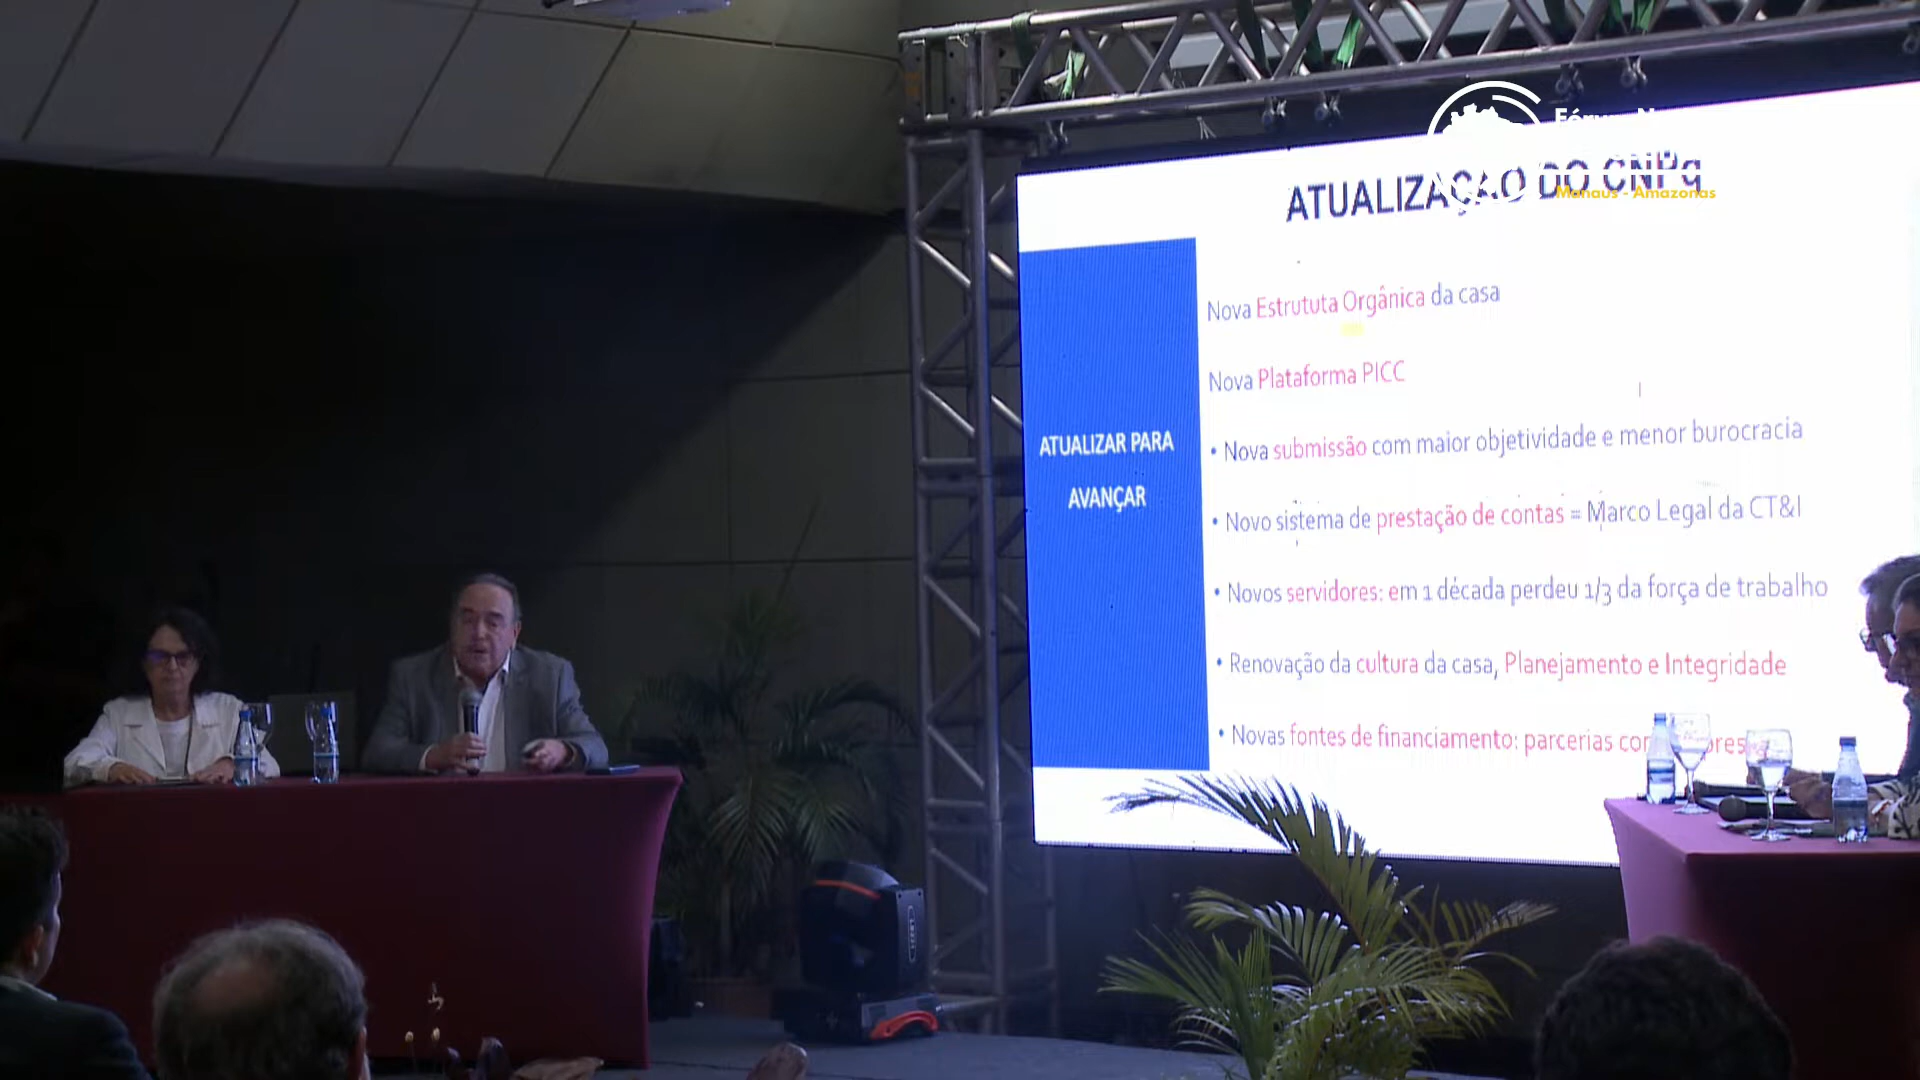 Manaus - Amazonas
ATUALIZAÇÃO DO CNPq
Nova Estrututa Orgânica da casa
Nova Plataforma PICC
ATUALIZAR PARA
AVANÇAR
• Nova submissão com maior objetividade e menor burocracia
• Novo sistema de prestação de contas = Marco Legal da CT&I
• Novos servidores: em 1 década perdeu 1/3 da força de trabalho
• Renovação da cultura da casa, Planejamento e Integridade
• Novas fontes de financiamento: parcerias